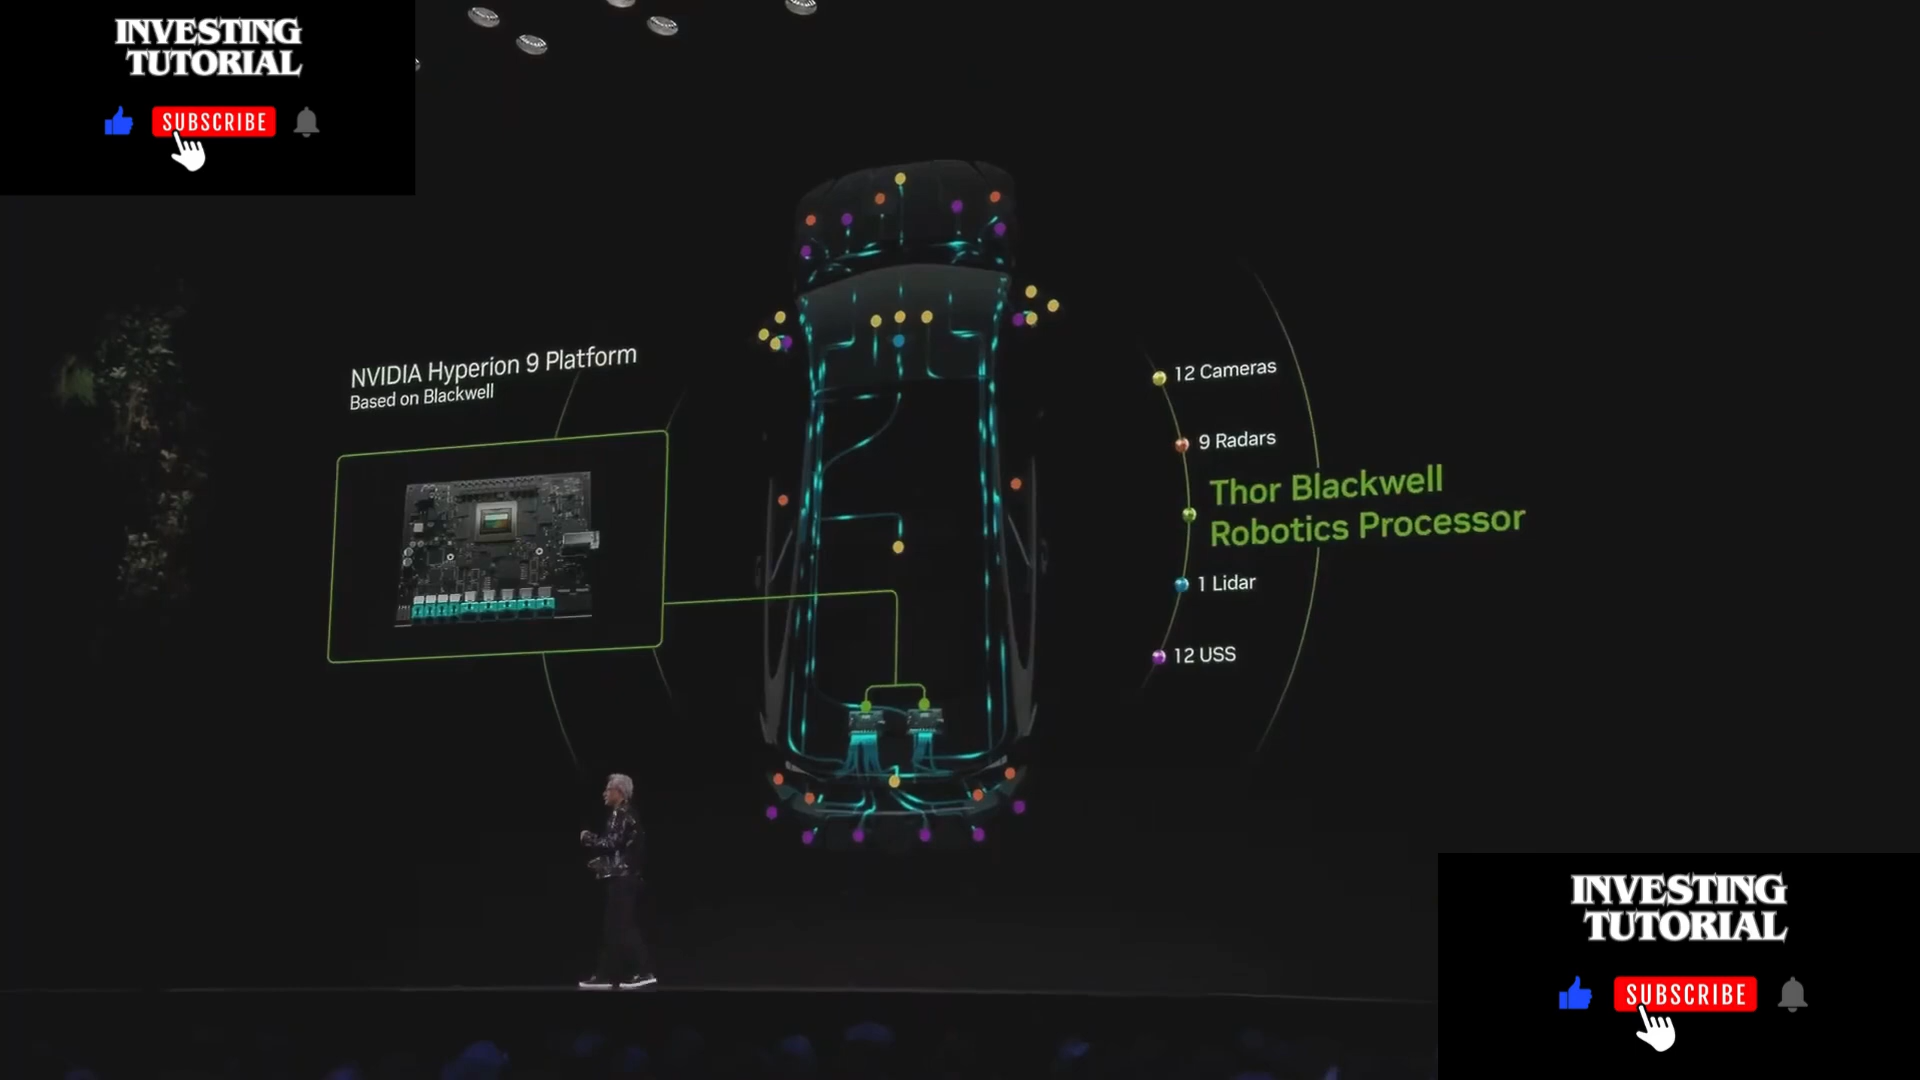 INVESTING
TUTORIAL
SUBSCRIBE
NVIDIA Hyperion 9 Platform
Based on Blackwell
12 Cameras
9 Radars
Thor Blackwell
Robotics Processor
1 Lidar
12 USS
INVESTING
TUTORIAL
SUBSCRIBE